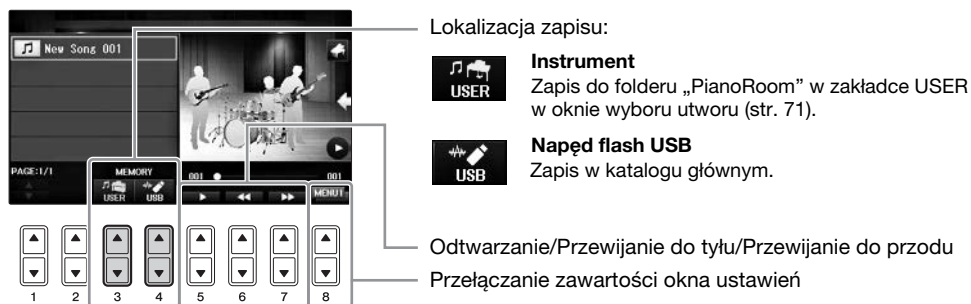 New Song 001
PAGE:1/1
MEMORY
USER
USB
001
001
MENU1
1
2
3
4
5
6
7
8
Lokalizacja zapisu:
USER
Instrument
Zapis do folderu „PianoRoom” w zakładce USER
w oknie wyboru utworu (str. 71).
USB
Napęd flash USB
Zapis w katalogu głównym.
Odtwarzanie/Przewijanie do tyłu/Przewijanie do przodu
Przełączanie zawartości okna ustawień